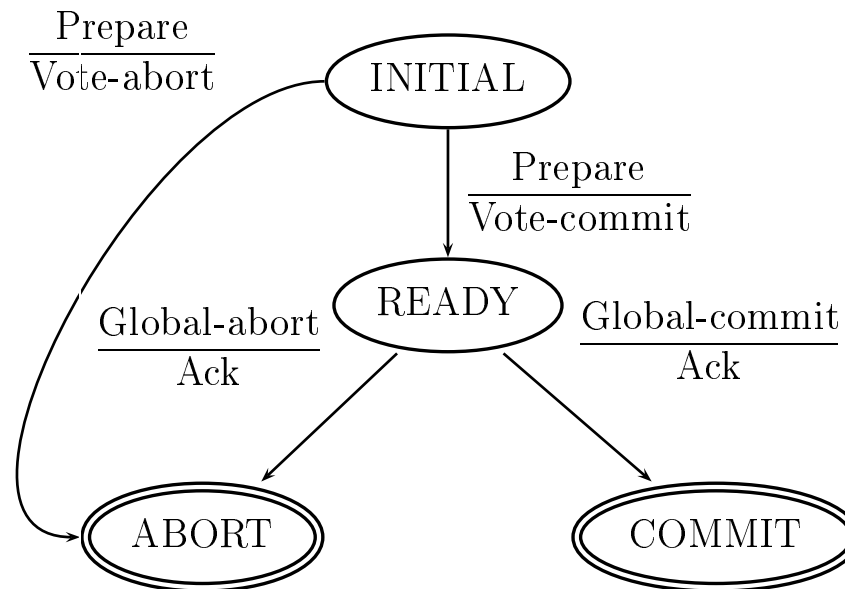 Prepare
Vote-abort
INITIAL
Prepare
Vote-commit
READY
Global-abort
Ack
Global-commit
Ack
ABORT
COMMIT